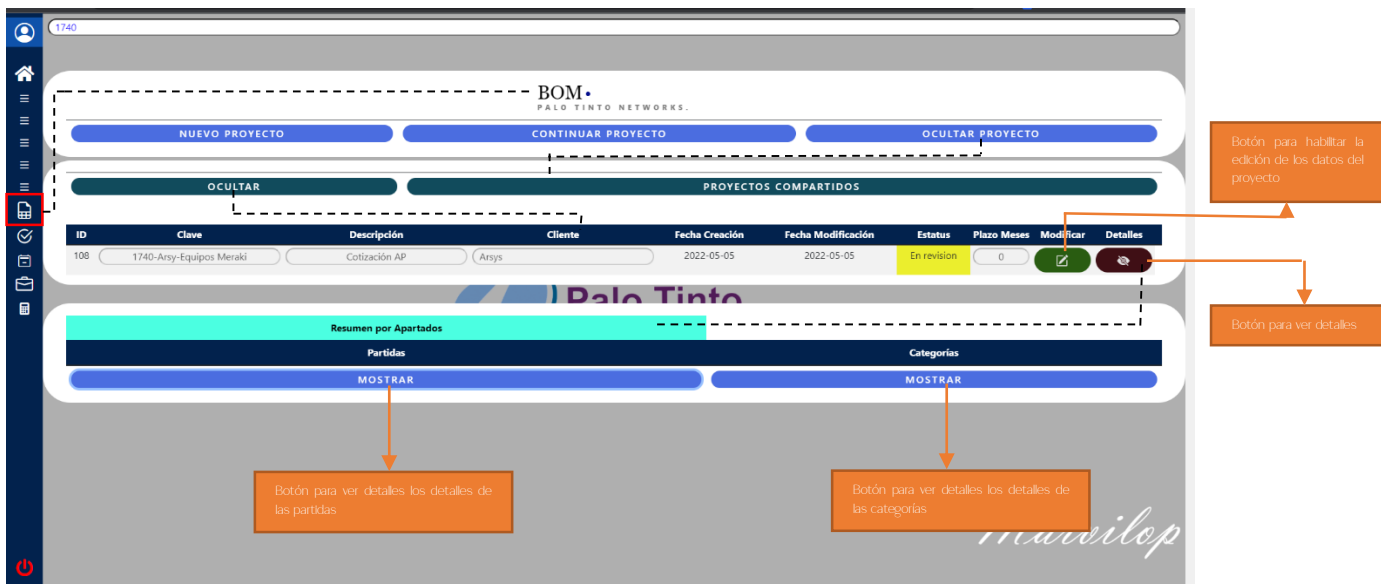 1740
BOM.
PALO TINTO NETWORKS.
NUEVO PROYECTO
CONTINUAR PROYECTO
OCULTAR PROYECTO
OCULTAR
PROYECTOS COMPARTIDOS
ID Clave Descripción Cliente Fecha Creación Fecha Modificación Estatus Plazo Meses Modificar Detalles
108 1740-Arsy-Equipos Meraki Cotización AP Arsys 2022-05-05 2022-05-05 En revision 0
Palo Tinto
Resumen por Apartados
Partidas Categorías
MOSTRAR MOSTRAR
Botón para habilitar la
edición de los datos del
proyecto
Botón para ver detalles
Botón para ver detalles los detalles de
las partidas
Botón para ver detalles los detalles de
las categorías